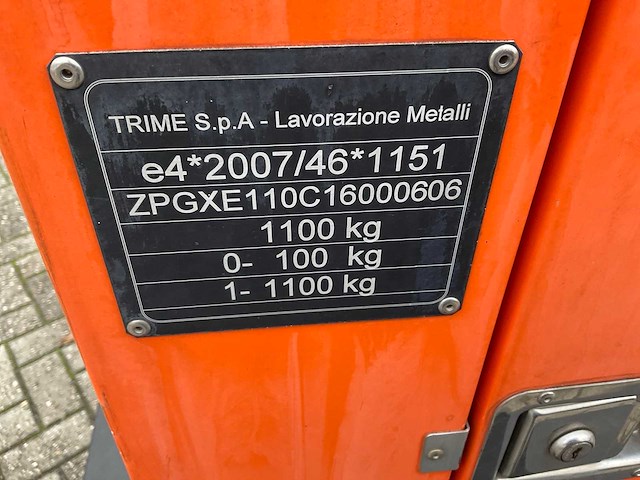 TRIME S.p.A - Lavorazione Metalli
e4*2007/46*1151
ZPGXE110C16000606
1100 kg
0- 100 kg
1- 1100 kg